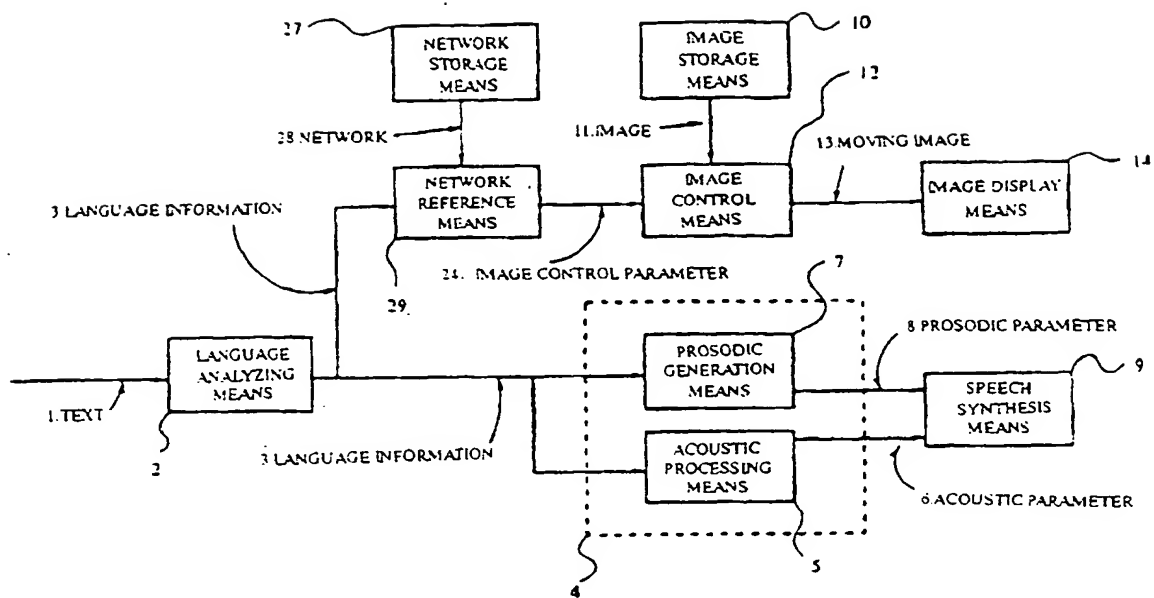 27
NETWORK
STORAGE
MEANS
IMAGE
STORAGE
MEANS
10
12
28.NETWORK
11.IMAGE
13.MOVING IMAGE
14
NETWORK
REFERENCE
MEANS
IMAGE
CONTROL
MEANS
IMAGE DISPLAY
MEANS
3.LANGUAGE INFORMATION
29.
24. IMAGE CONTROL PARAMETER
7
LANGUAGE
ANALYZING
MEANS
PROSODIC
GENERATION
MEANS
8 PROSODIC PARAMETER
9
1.TEXT
SPEECH
SYNTHESIS
MEANS
2
3 LANGUAGE INFORMATION
ACOUSTIC
PROCESSING
MEANS
6.ACOUSTIC PARAMETER
4
5